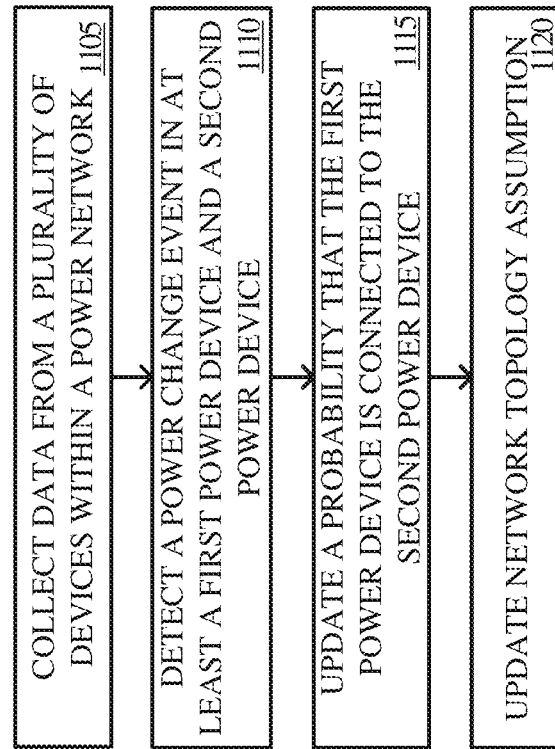 COLLECT DATA FROM A PLURALITY OF
DEVICES WITHIN A POWER NETWORK
1105
DETECT A POWER CHANGE EVENT IN AT
LEAST A FIRST POWER DEVICE AND A SECOND
POWER DEVICE
1110
UPDATE A PROBABILITY THAT THE FIRST
POWER DEVICE IS CONNECTED TO THE
SECOND POWER DEVICE
1115
UPDATE NETWORK TOPOLOGY ASSUMPTION
1120